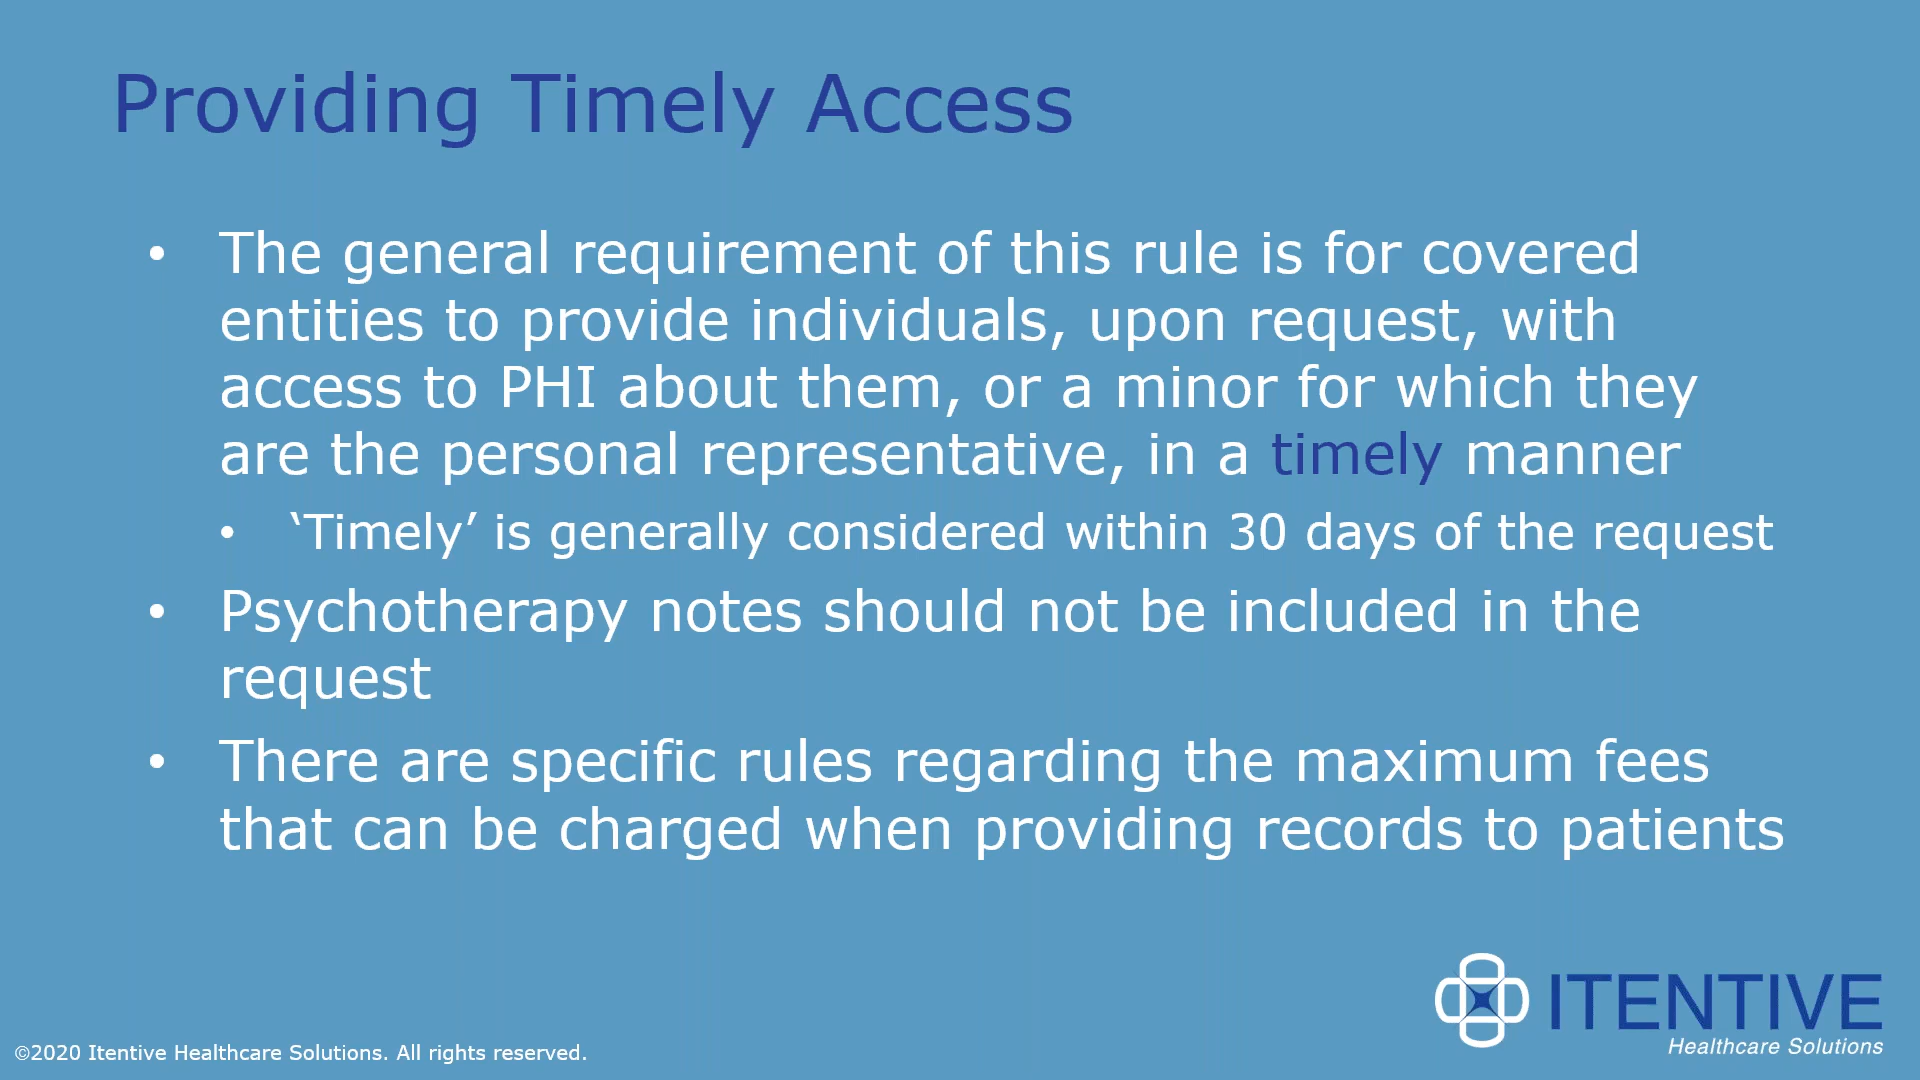 Providing Timely Access
• The general requirement of this rule is for covered
entities to provide individuals, upon request, with
access to PHI about them, or a minor for which they
are the personal representative, in a timely manner
• ‘Timely’ is generally considered within 30 days of the request
• Psychotherapy notes should not be included in the
request
• There are specific rules regarding the maximum fees
that can be charged when providing records to patients
ITENTIVE
Healthcare Solutions
©2020 Itentive Healthcare Solutions. All rights reserved.